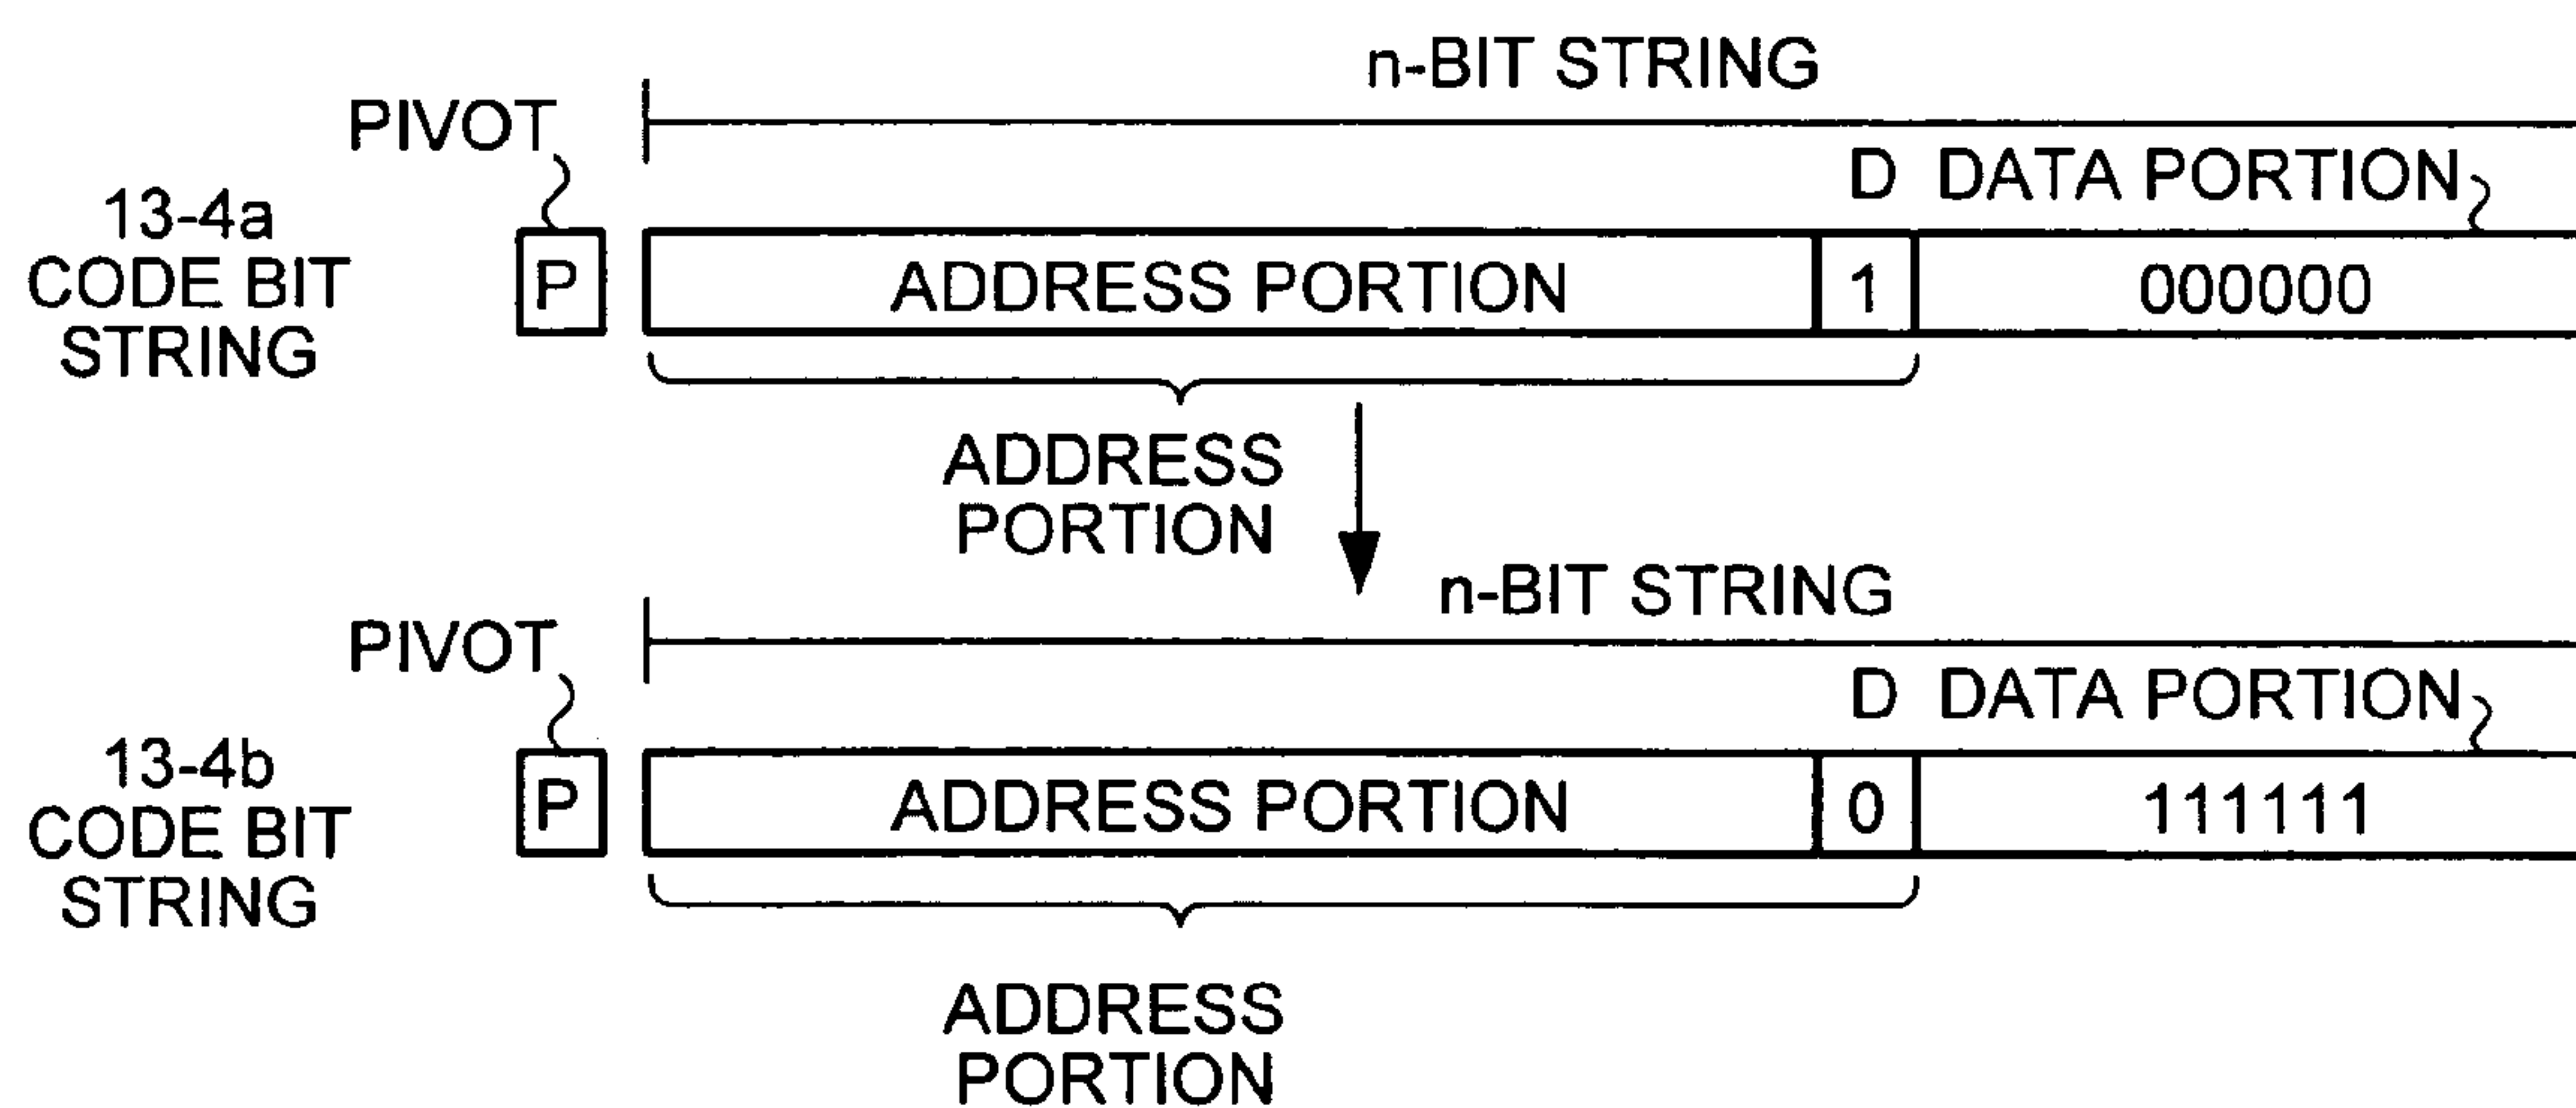 n-BIT STRING
PIVOT
D DATA PORTION
13-4a
CODE BIT
STRING
P
ADDRESS PORTION
1
000000
ADDRESS
PORTION
n-BIT STRING
PIVOT
D DATA PORTION
13-4b
CODE BIT
STRING
P
ADDRESS PORTION
0
111111
ADDRESS
PORTION